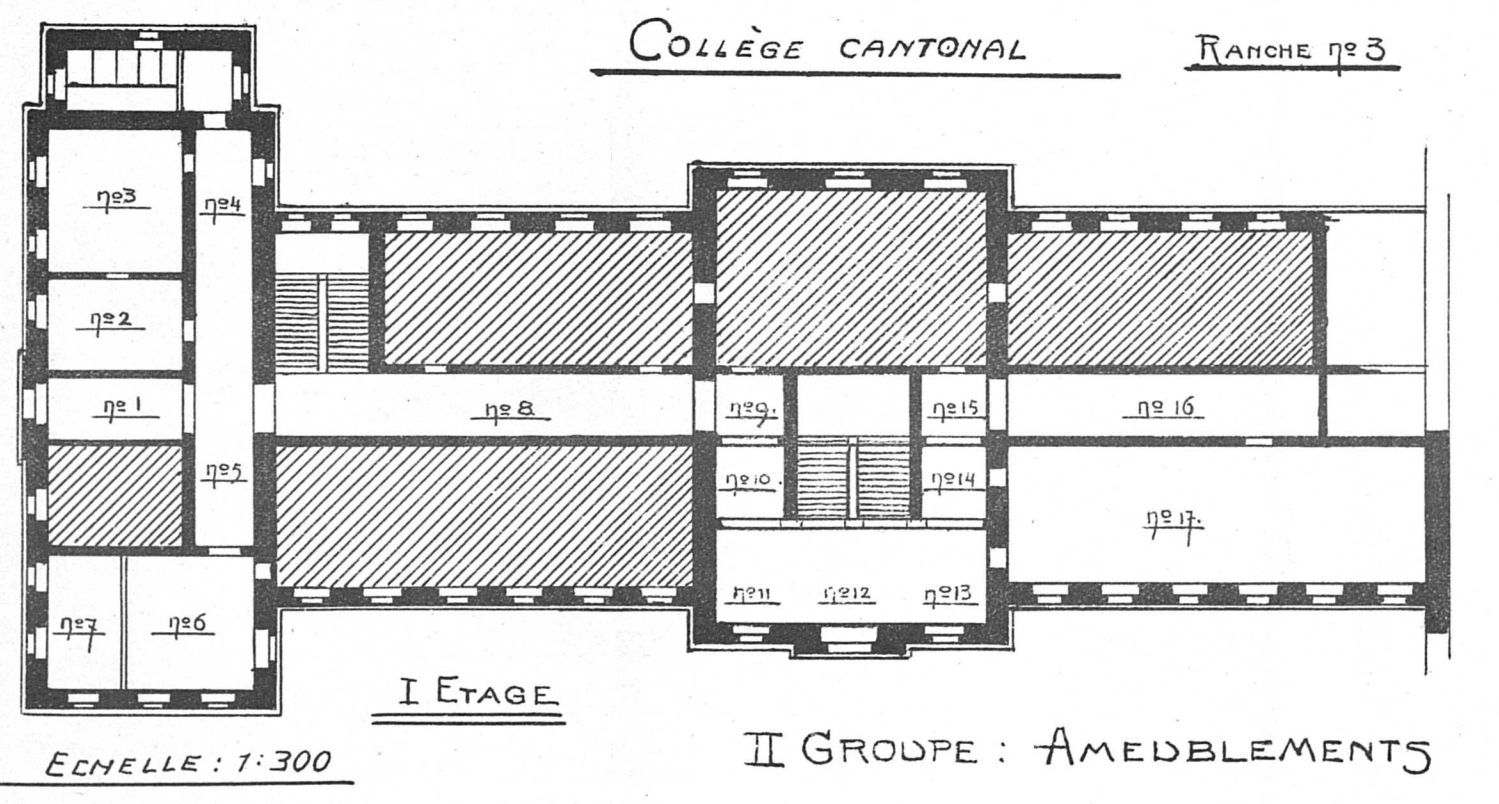 COLLÈGE CANTONAL
RANCHE nº 3
nº3
nº4
nº2
nº1
nº8
nº9.
nº15
nº16
nº5
nº10.
nº14
nº17.
nº7
nº6
nº11
nº12
nº13
I ETAGE
II GROUPE : AMEUBLEMENTS
ECHELLE : 1:300